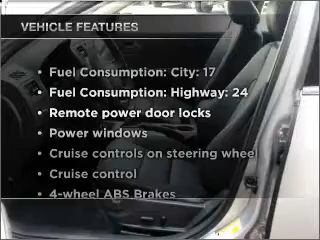 VEHICLE FEATURES
• Fuel Consumption: City: 17
• Fuel Consumption: Highway: 24
• Remote power door locks
• Power windows
• Cruise controls on steering wheel
• Cruise control
• 4-wheel ABS Brakes